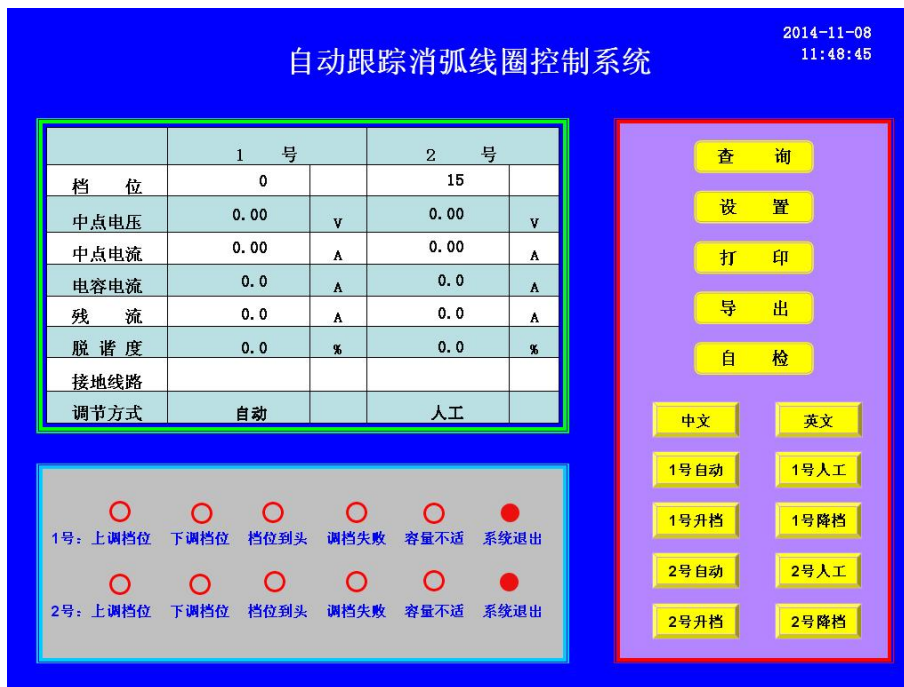 2014-11-08
11:48:45
自动跟踪消弧线圈控制系统
1 号 2 号
档 位 0 15
中点电压 0.00 V 0.00 V
中点电流 0.00 A 0.00 A
电容电流 0.0 A 0.0 A
残 流 0.0 A 0.0 A
脱 谐 度 0.0 % 0.0 %
接地线路
调节方式 自动 人工
1号: 上调档位 下调档位 档位到头 调档失败 容量不适 系统退出
2号: 上调档位 下调档位 档位到头 调档失败 容量不适 系统退出
查 询
设 置
打 印
导 出
自 检
中文 英文
1号自动 1号人工
1号升档 1号降档
2号自动 2号人工
2号升档 2号降档